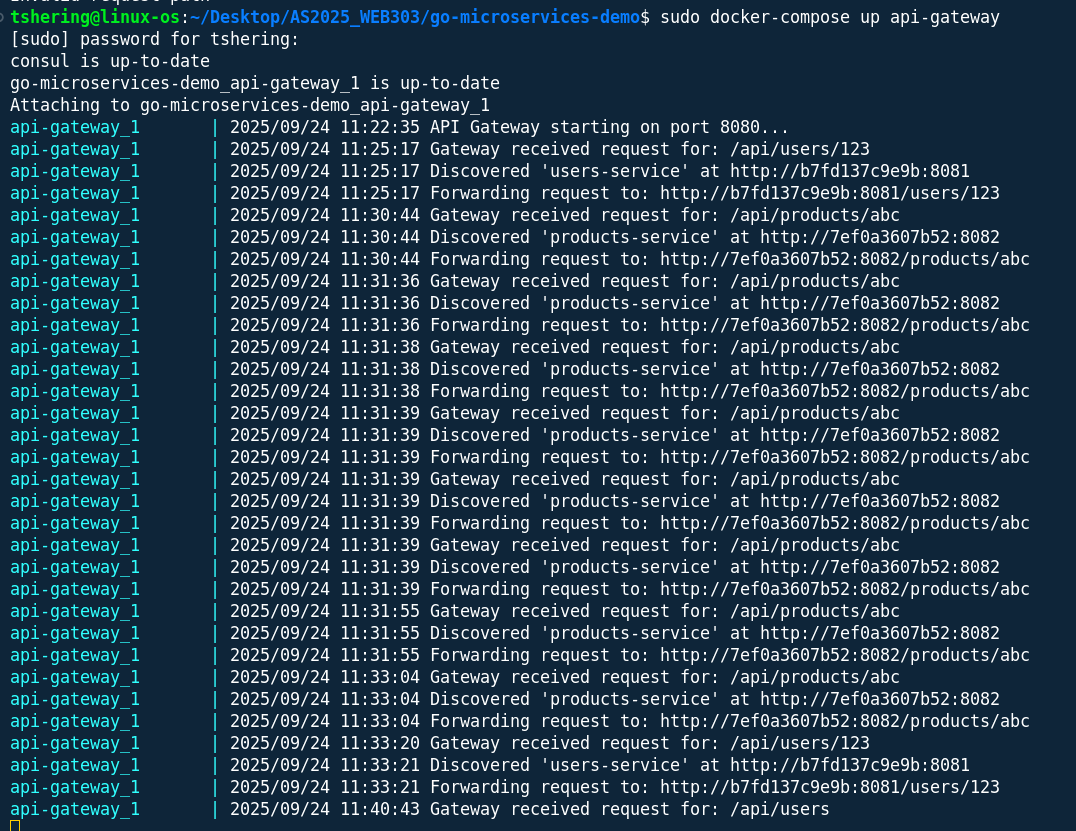 invalid request path
tshering@linux-os:~/Desktop/AS2025_WEB303/go-microservices-demo$ sudo docker-compose up api-gateway
[sudo] password for tshering:
consul is up-to-date
go-microservices-demo_api-gateway_1 is up-to-date
Attaching to go-microservices-demo_api-gateway_1
api-gateway_1 | 2025/09/24 11:22:35 API Gateway starting on port 8080...
api-gateway_1 | 2025/09/24 11:25:17 Gateway received request for: /api/users/123
api-gateway_1 | 2025/09/24 11:25:17 Discovered 'users-service' at http://b7fd137c9e9b:8081
api-gateway_1 | 2025/09/24 11:25:17 Forwarding request to: http://b7fd137c9e9b:8081/users/123
api-gateway_1 | 2025/09/24 11:30:44 Gateway received request for: /api/products/abc
api-gateway_1 | 2025/09/24 11:30:44 Discovered 'products-service' at http://7ef0a3607b52:8082
api-gateway_1 | 2025/09/24 11:30:44 Forwarding request to: http://7ef0a3607b52:8082/products/abc
api-gateway_1 | 2025/09/24 11:31:36 Gateway received request for: /api/products/abc
api-gateway_1 | 2025/09/24 11:31:36 Discovered 'products-service' at http://7ef0a3607b52:8082
api-gateway_1 | 2025/09/24 11:31:36 Forwarding request to: http://7ef0a3607b52:8082/products/abc
api-gateway_1 | 2025/09/24 11:31:38 Gateway received request for: /api/products/abc
api-gateway_1 | 2025/09/24 11:31:38 Discovered 'products-service' at http://7ef0a3607b52:8082
api-gateway_1 | 2025/09/24 11:31:38 Forwarding request to: http://7ef0a3607b52:8082/products/abc
api-gateway_1 | 2025/09/24 11:31:39 Gateway received request for: /api/products/abc
api-gateway_1 | 2025/09/24 11:31:39 Discovered 'products-service' at http://7ef0a3607b52:8082
api-gateway_1 | 2025/09/24 11:31:39 Forwarding request to: http://7ef0a3607b52:8082/products/abc
api-gateway_1 | 2025/09/24 11:31:39 Gateway received request for: /api/products/abc
api-gateway_1 | 2025/09/24 11:31:39 Discovered 'products-service' at http://7ef0a3607b52:8082
api-gateway_1 | 2025/09/24 11:31:39 Forwarding request to: http://7ef0a3607b52:8082/products/abc
api-gateway_1 | 2025/09/24 11:31:39 Gateway received request for: /api/products/abc
api-gateway_1 | 2025/09/24 11:31:39 Discovered 'products-service' at http://7ef0a3607b52:8082
api-gateway_1 | 2025/09/24 11:31:39 Forwarding request to: http://7ef0a3607b52:8082/products/abc
api-gateway_1 | 2025/09/24 11:31:55 Gateway received request for: /api/products/abc
api-gateway_1 | 2025/09/24 11:31:55 Discovered 'products-service' at http://7ef0a3607b52:8082
api-gateway_1 | 2025/09/24 11:31:55 Forwarding request to: http://7ef0a3607b52:8082/products/abc
api-gateway_1 | 2025/09/24 11:33:04 Gateway received request for: /api/products/abc
api-gateway_1 | 2025/09/24 11:33:04 Discovered 'products-service' at http://7ef0a3607b52:8082
api-gateway_1 | 2025/09/24 11:33:04 Forwarding request to: http://7ef0a3607b52:8082/products/abc
api-gateway_1 | 2025/09/24 11:33:20 Gateway received request for: /api/users/123
api-gateway_1 | 2025/09/24 11:33:21 Discovered 'users-service' at http://b7fd137c9e9b:8081
api-gateway_1 | 2025/09/24 11:33:21 Forwarding request to: http://b7fd137c9e9b:8081/users/123
api-gateway_1 | 2025/09/24 11:40:43 Gateway received request for: /api/users